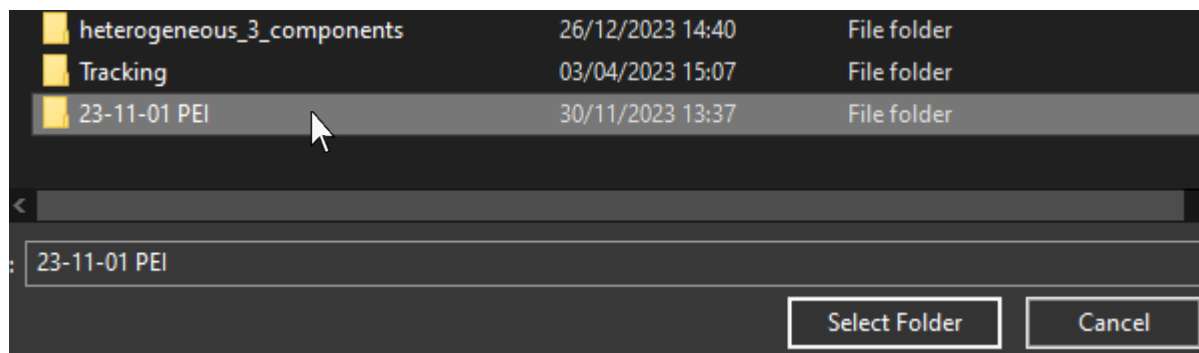 heterogeneous_3_components 26/12/2023 14:40 File folder
Tracking 03/04/2023 15:07 File folder
23-11-01 PEI 30/11/2023 13:37 File folder
<
: 23-11-01 PEI
Select Folder Cancel